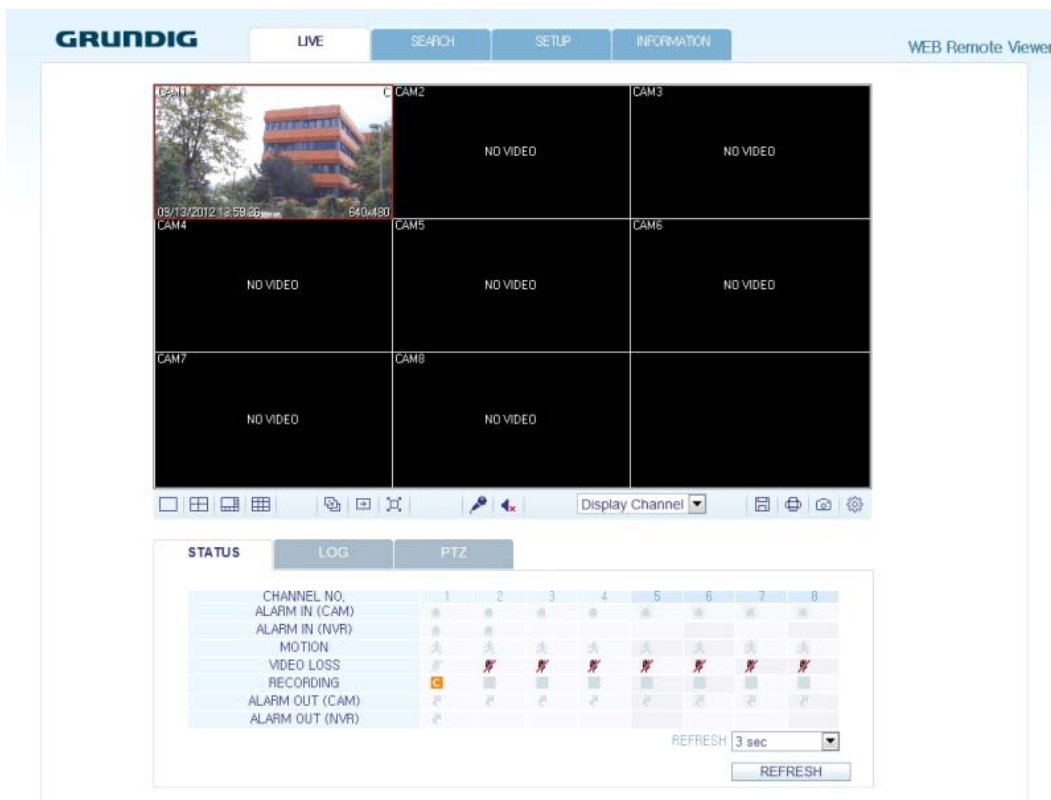 GRUNDIG
LIVE
SEARCH
SETUP
INFORMATION
WEB Remote Viewer
CAM1
C
09/13/2012 13:59:26
640x480
CAM2
NO VIDEO
CAM3
NO VIDEO
CAM4
NO VIDEO
CAM5
NO VIDEO
CAM6
NO VIDEO
CAM7
NO VIDEO
CAM8
NO VIDEO
Display Channel
STATUS
LOG
PTZ
CHANNEL NO. 1 2 3 4 5 6 7 8
ALARM IN (CAM)
ALARM IN (NVR)
MOTION
VIDEO LOSS
RECORDING C
ALARM OUT (CAM)
ALARM OUT (NVR)
REFRESH 3 sec
REFRESH